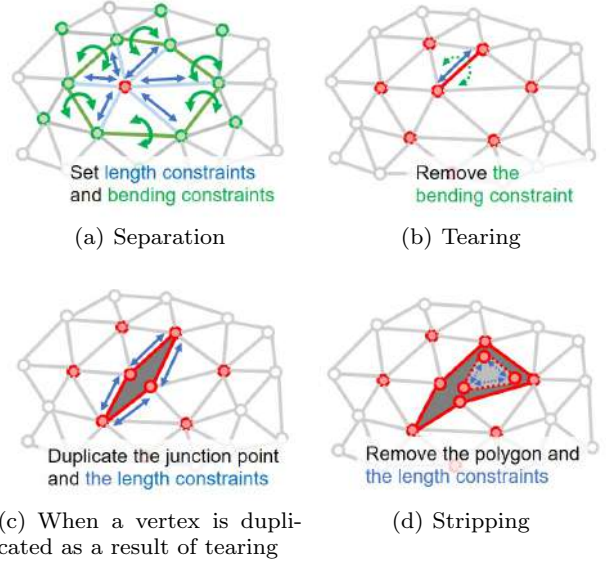 Set length constraints
and bending constraints
(a) Separation
Remove the
bending constraint
(b) Tearing
Duplicate the junction point
and the length constraints
(c) When a vertex is dupli-
cated as a result of tearing
Remove the polygon and
the length constraints
(d) Stripping